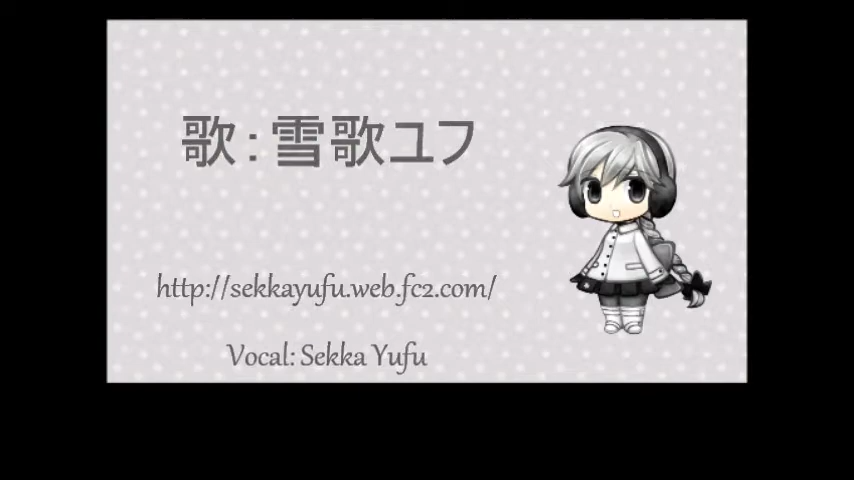 歌：雪歌ユフ
http://sekkayufu.web.fc2.com/
Vocal: Sekka Yufu